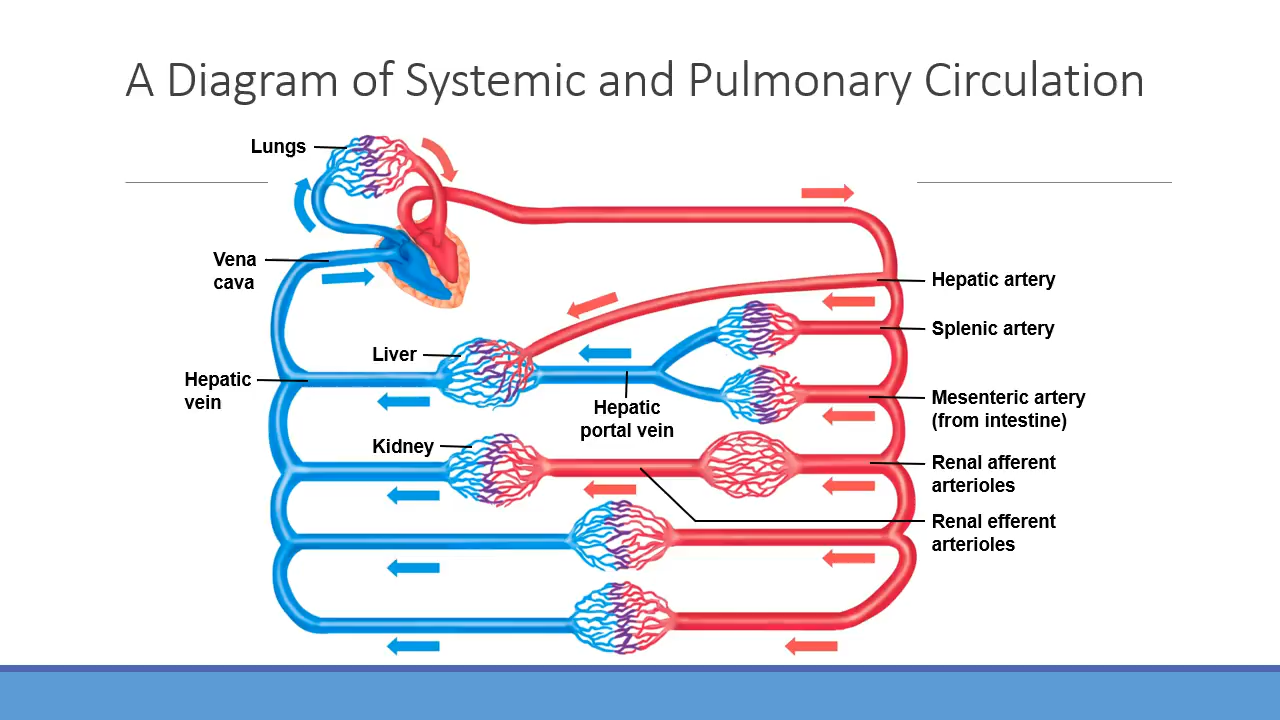 A Diagram of Systemic and Pulmonary Circulation
Lungs
Vena
cava
Hepatic artery
Splenic artery
Liver
Hepatic
vein
Hepatic
portal vein
Mesenteric artery
(from intestine)
Kidney
Renal afferent
arterioles
Renal efferent
arterioles